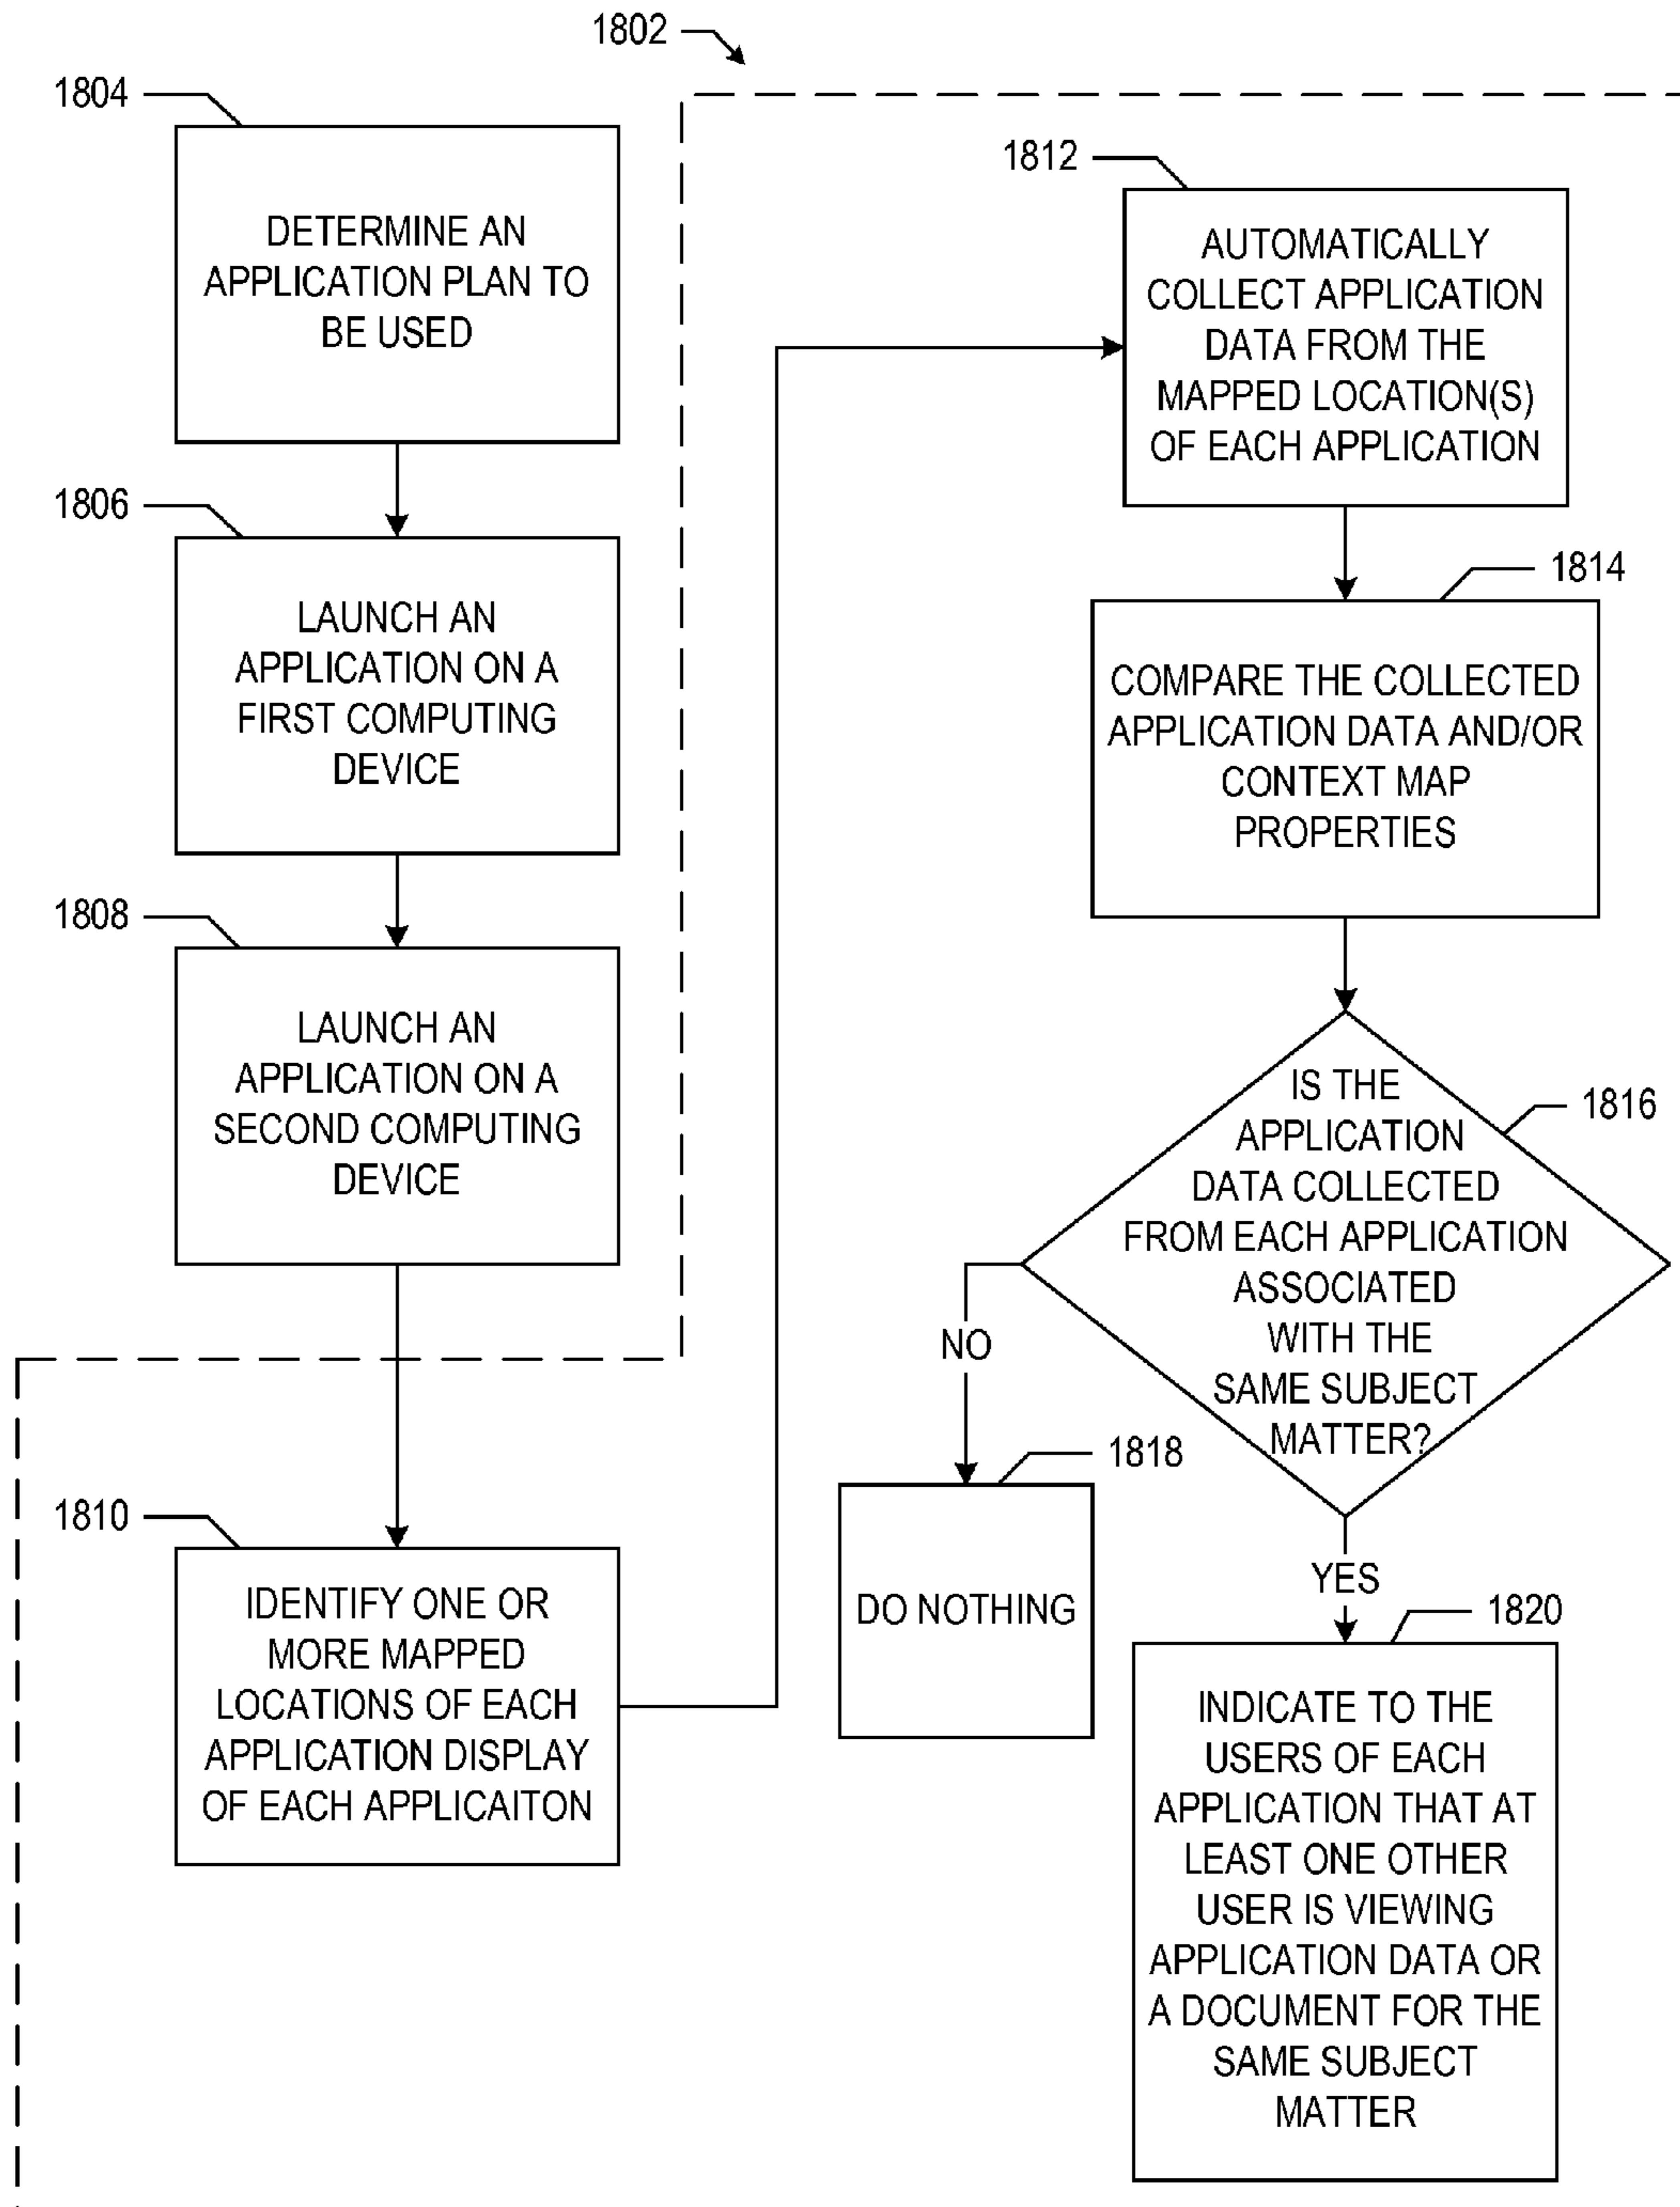 1802
1804
DETERMINE AN
APPLICATION PLAN TO
BE USED
1806
LAUNCH AN
APPLICATION ON A
FIRST COMPUTING
DEVICE
1808
LAUNCH AN
APPLICATION ON A
SECOND COMPUTING
DEVICE
1810
IDENTIFY ONE OR
MORE MAPPED
LOCATIONS OF EACH
APPLICATION DISPLAY
OF EACH APPLICAITON
1812
AUTOMATICALLY
COLLECT APPLICATION
DATA FROM THE
MAPPED LOCATION(S)
OF EACH APPLICATION
1814
COMPARE THE COLLECTED
APPLICATION DATA AND/OR
CONTEXT MAP
PROPERTIES
1816
IS THE
APPLICATION
DATA COLLECTED
FROM EACH APPLICATION
ASSOCIATED
WITH THE
SAME SUBJECT
MATTER?
NO
1818
DO NOTHING
YES
1820
INDICATE TO THE
USERS OF EACH
APPLICATION THAT AT
LEAST ONE OTHER
USER IS VIEWING
APPLICATION DATA OR
A DOCUMENT FOR THE
SAME SUBJECT
MATTER